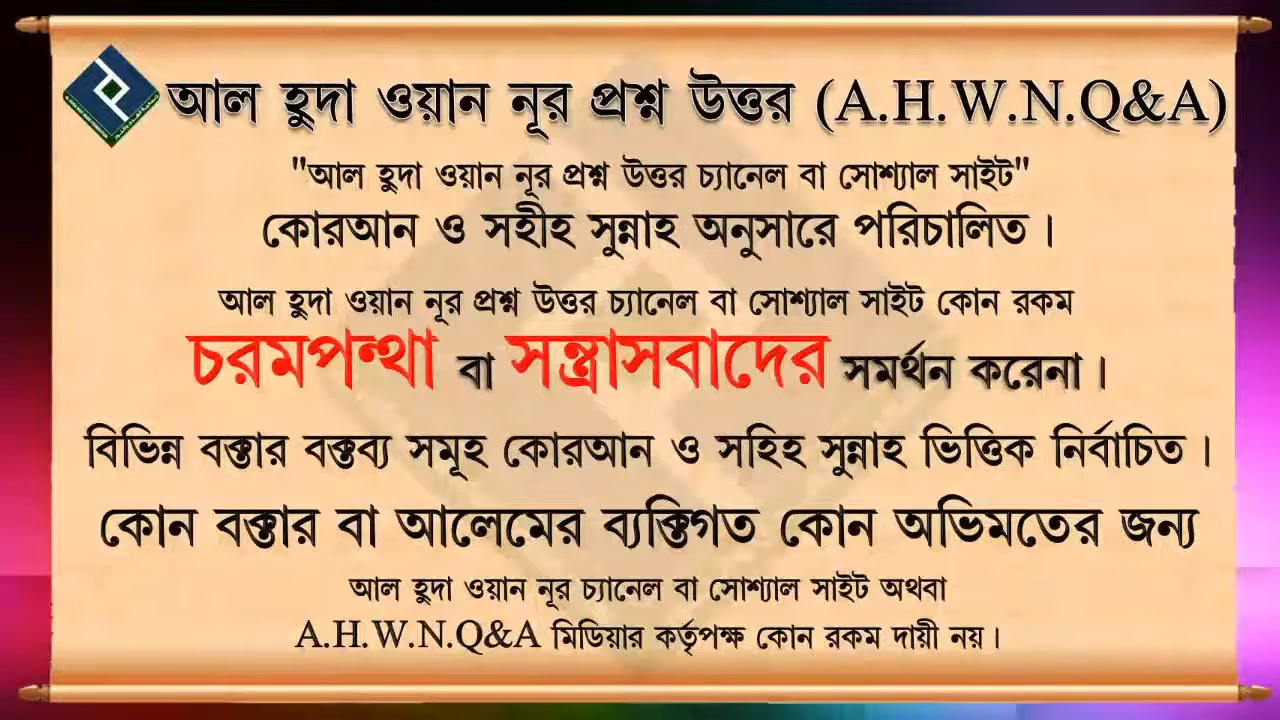 আল হুদা ওয়ান নূর প্রশ্ন উত্তর (A.H.W.N.Q&A)
"আল হুদা ওয়ান নূর প্রশ্ন উত্তর চ্যানেল বা সোশ্যাল সাইট"
কোরআন ও সহীহ সুন্নাহ অনুসারে পরিচালিত।
আল হুদা ওয়ান নূর প্রশ্ন উত্তর চ্যানেল বা সোশ্যাল সাইট কোন রকম
চরমপন্থা বা সন্ত্রাসবাদের সমর্থন করেনা।
বিভিন্ন বক্তার বক্তব্য সমূহ কোরআন ও সহিহ সুন্নাহ ভিত্তিক নির্বাচিত।
কোন বক্তার বা আলেমের ব্যক্তিগত কোন অভিমতের জন্য
আল হুদা ওয়ান নূর চ্যানেল বা সোশ্যাল সাইট অথবা
A.H.W.N.Q&A মিডিয়ার কর্তৃপক্ষ কোন রকম দায়ী নয়।